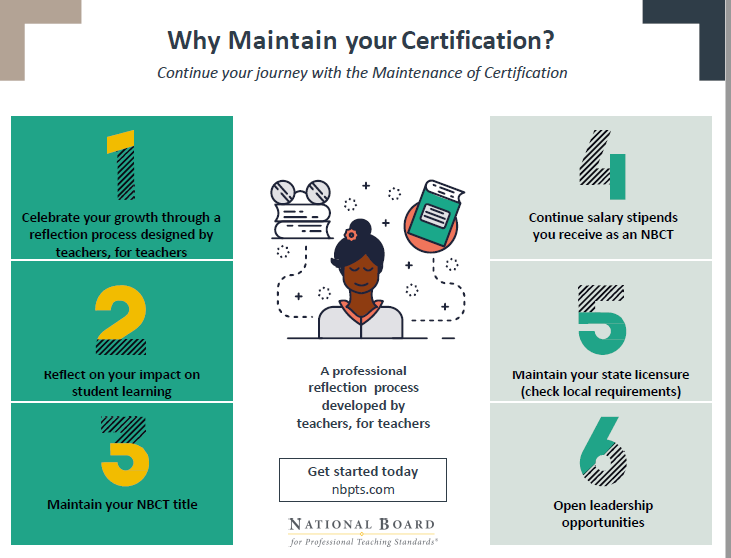 Why Maintain your Certification?
Continue your journey with the Maintenance of Certification
1
Celebrate your growth through a
reflection process designed by
teachers, for teachers
2
Reflect on your impact on
student learning
3
Maintain your NBCT title
A professional
reflection process
developed by
teachers, for teachers
Get started today
nbpts.com
NATIONAL BOARD
for Professional Teaching Standards®
4
Continue salary stipends
you receive as an NBCT
5
Maintain your state licensure
(check local requirements)
6
Open leadership
opportunities